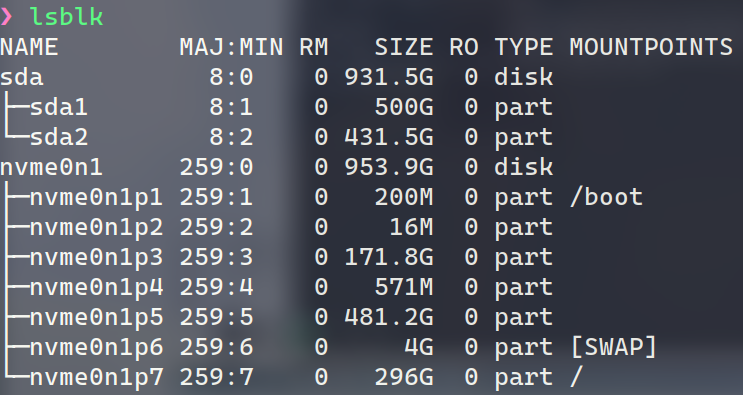 ❯ lsblk
NAME        MAJ:MIN RM   SIZE RO TYPE MOUNTPOINTS
sda           8:0    0 931.5G  0 disk
├─sda1        8:1    0   500G  0 part
└─sda2        8:2    0 431.5G  0 part
nvme0n1     259:0    0 953.9G  0 disk
├─nvme0n1p1 259:1    0   200M  0 part /boot
├─nvme0n1p2 259:2    0    16M  0 part
├─nvme0n1p3 259:3    0 171.8G  0 part
├─nvme0n1p4 259:4    0   571M  0 part
├─nvme0n1p5 259:5    0 481.2G  0 part
├─nvme0n1p6 259:6    0     4G  0 part [SWAP]
└─nvme0n1p7 259:7    0   296G  0 part /